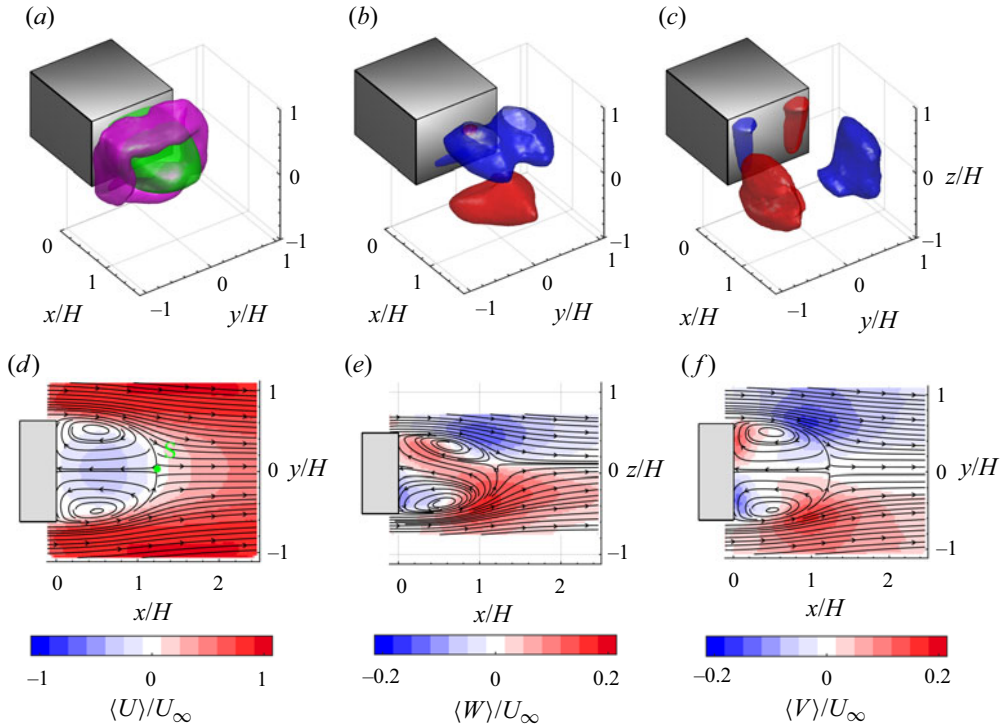 (a) (b) (c)
1
0
−1
z/H
0
1
x/H
−1
0
1
y/H
1
0
−1
0
1
x/H
−1
0
1
y/H
1
0
−1
z/H
0
1
x/H
−1
0
1
y/H
(d) (e) (f)
1
0 y/H
−1
S
0 1 2
x/H
1
0 z/H
−1
0 1 2
x/H
1
0 y/H
−1
0 1 2
x/H
−1 0 1
⟨U⟩/U∞
−0.2 0 0.2
⟨W⟩/U∞
−0.2 0 0.2
⟨V⟩/U∞